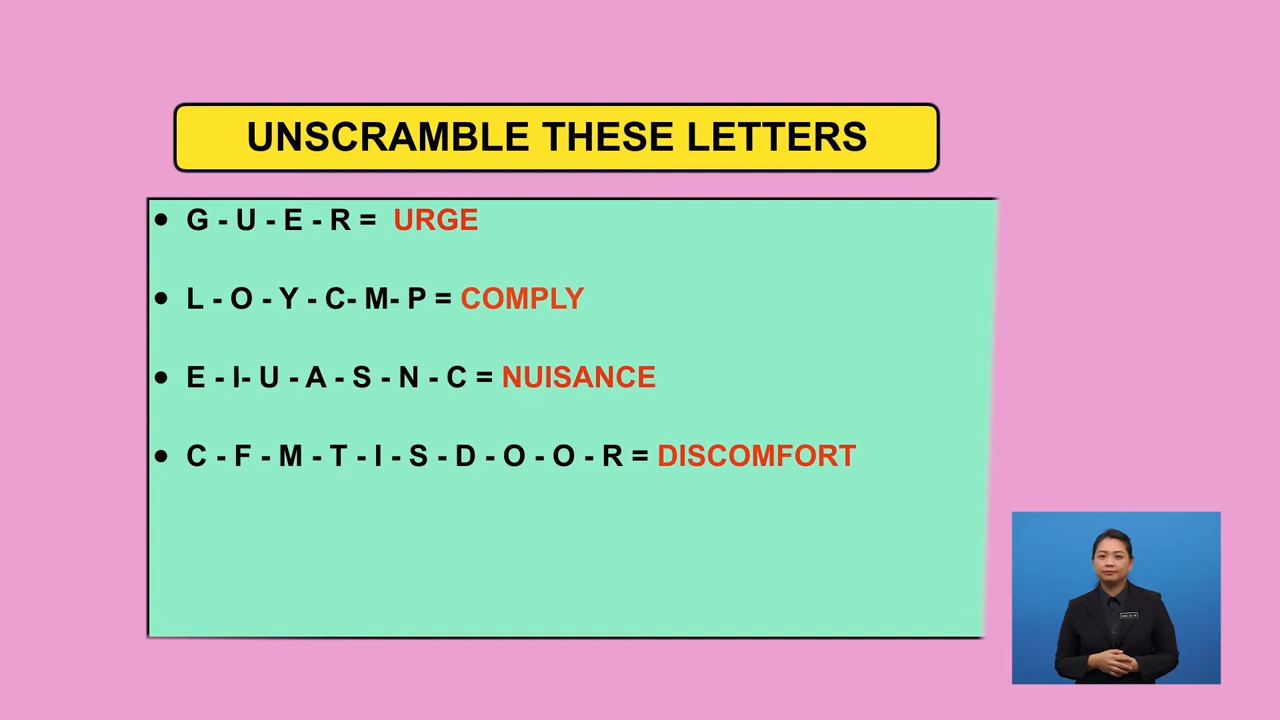 UNSCRAMBLE THESE LETTERS
• G - U - E - R = URGE
• L - O - Y - C- M- P = COMPLY
• E - I- U - A - S - N - C = NUISANCE
• C - F - M - T - I - S - D - O - O - R = DISCOMFORT